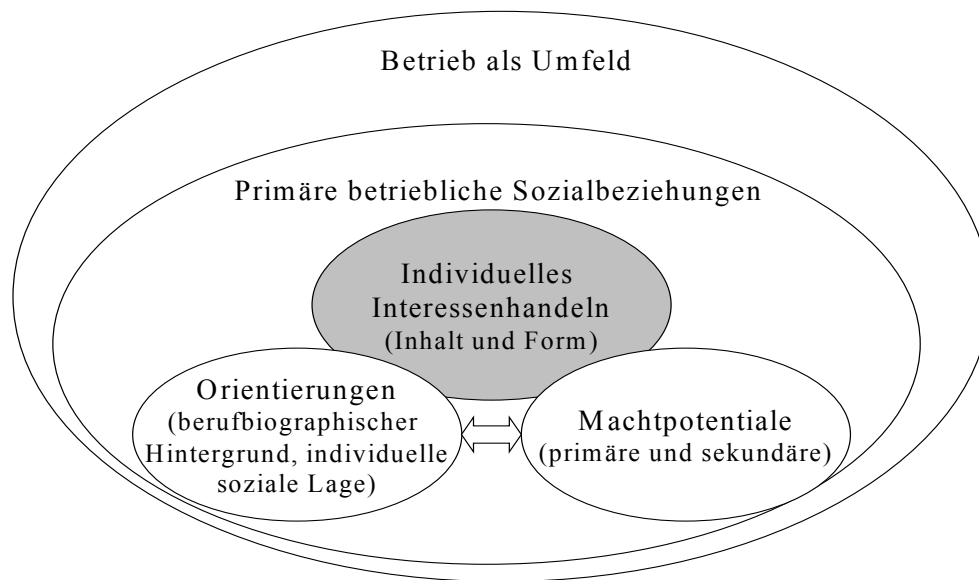 Betrieb als Umfeld
Primäre betriebliche Sozialbeziehungen
Individuelles
Interessenhandeln
(Inhalt und Form)
Orientierungen
(berufbiographischer
Hintergrund, individuelle
soziale Lage)
Machtpotentiale
(primäre und sekundäre)